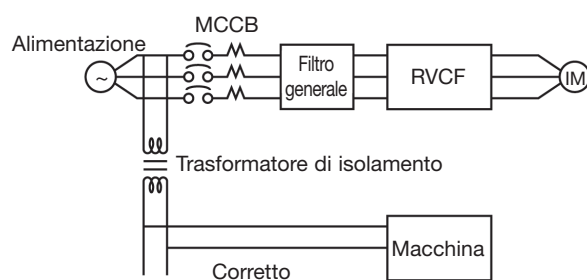 MCCB
Alimentazione
~
Filtro
generale
RVCF
IM
Trasformatore di isolamento
Macchina
Corretto